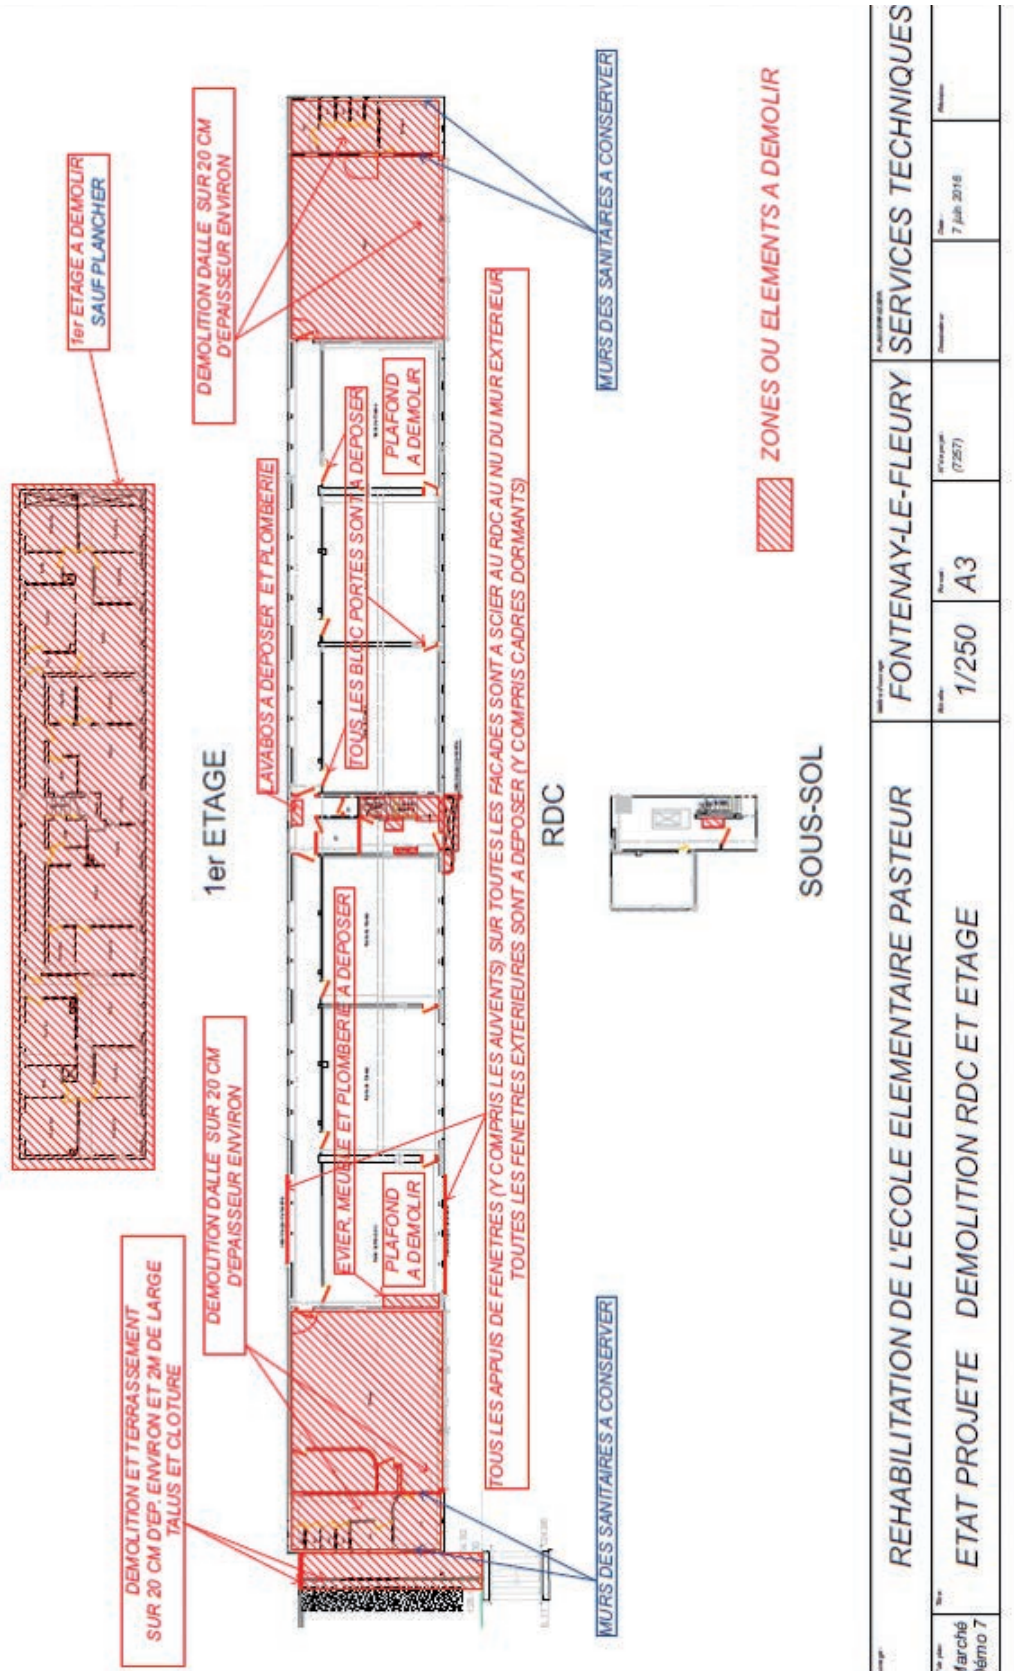 1er ETAGE A DEMOLIR
SAUF PLANCHER
1er ETAGE
DEMOLITION ET TERRASSEMENT
SUR 20 CM D'EP. ENVIRON ET 2M DE LARGE
TALUS ET CLOTURE
DEMOLITION DALLE SUR 20 CM
D'EPAISSEUR ENVIRON
LAVABOS A DEPOSER ET PLOMBERIE
DEMOLITION DALLE SUR 20 CM
D'EPAISSEUR ENVIRON
EVIER, MEUBLE ET PLOMBERIE A DEPOSER
TOUS LES BLOC PORTES SONT A DEPOSER
PLAFOND
A DEMOLIR
PLAFOND
A DEMOLIR
TOUS LES APPUIS DE FENETRES (Y COMPRIS LES AUVENTS) SUR TOUTES LES FACADES SONT A SCIER AU RDC AU NU DU MUR EXTERIEUR
TOUTES LES FENETRES EXTERIEURES SONT A DEPOSER (Y COMPRIS CADRES DORMANTS)
RDC
MURS DES SANITAIRES A CONSERVER
MURS DES SANITAIRES A CONSERVER
SOUS-SOL
ZONES OU ELEMENTS A DEMOLIR
REHABILITATION DE L'ECOLE ELEMENTAIRE PASTEUR
FONTENAY-LE-FLEURY
SERVICES TECHNIQUES
Marché
démo 7
ETAT PROJETE DEMOLITION RDC ET ETAGE
1/250
A3
(7257)
7 juin 2016